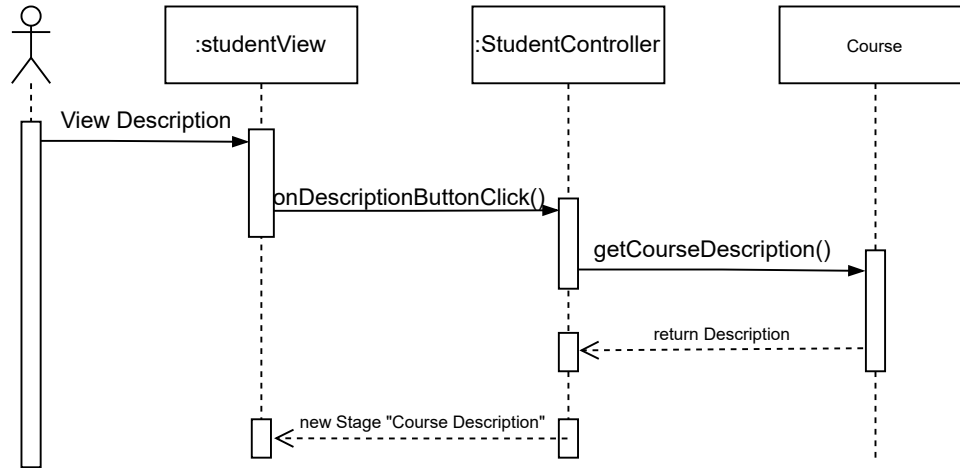 :studentView
:StudentController
Course
View Description
onDescriptionButtonClick()
getCourseDescription()
return Description
new Stage "Course Description"